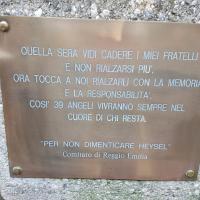 QUELLA SERA VIDI CADERE I MIEI FRATELLI
E NON RIALZARSI PIU',
ORA TOCCA A NOI RIALZARLI CON LA MEMORIA
E LA RESPONSABILITA',
COSI' 39 ANGELI VIVRANNO SEMPRE NEL
CUORE DI CHI RESTA.
"PER NON DIMENTICARE HEYSEL"
Comitato di Reggio Emilia